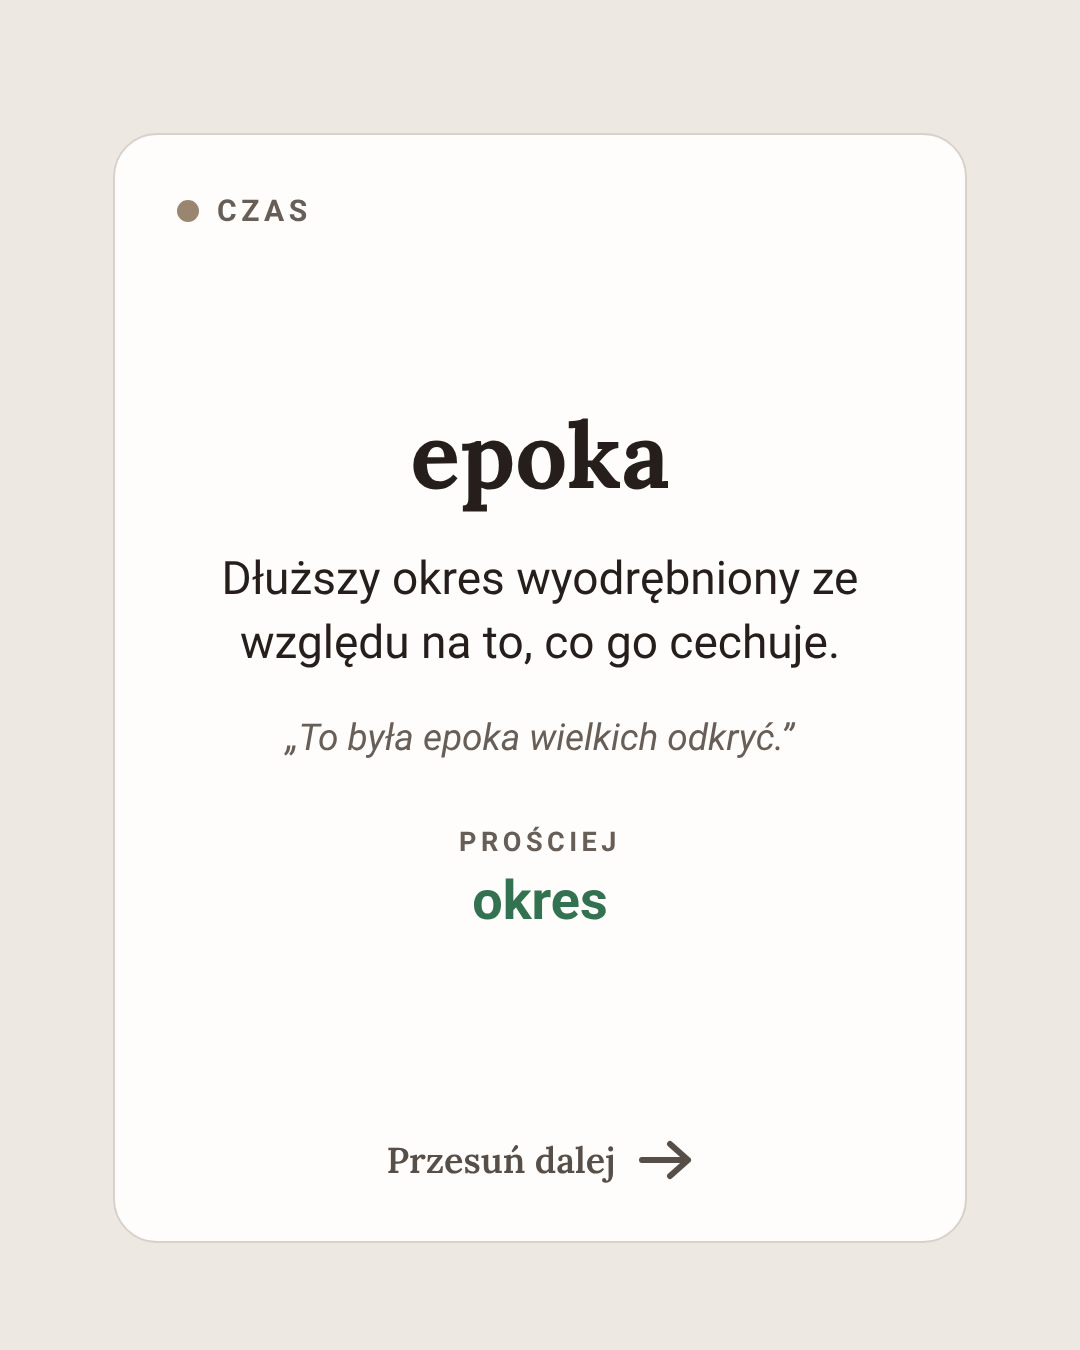 CZAS
epoka
Dłuższy okres wyodrębniony ze
względu na to, co go cechuje.
„To była epoka wielkich odkryć.”
PROŚCIEJ
okres
Przesuń dalej